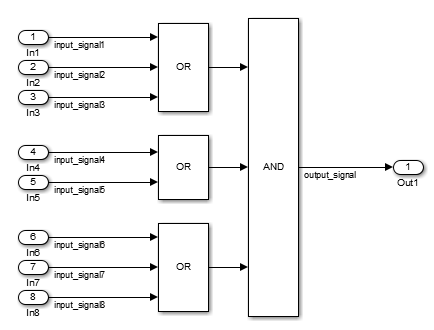 1
input_signal1
In1
2
input_signal2
In2
3
input_signal3
In3
OR
4
input_signal4
In4
5
input_signal5
In5
OR
6
input_signal6
In6
7
input_signal7
In7
8
input_signal8
In8
OR
AND
output_signal
1
Out1